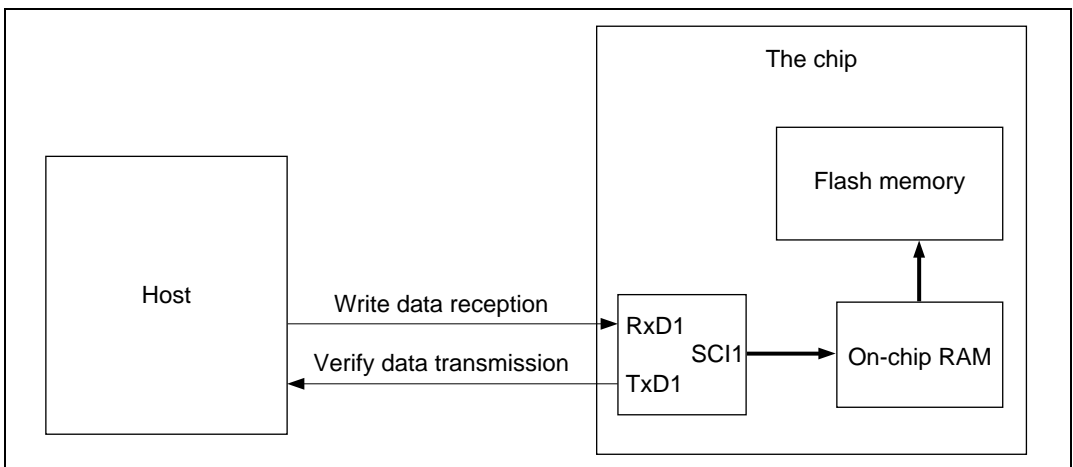 The chip
Flash memory
Host
Write data reception
RxD1
SCI1
On-chip RAM
Verify data transmission
TxD1